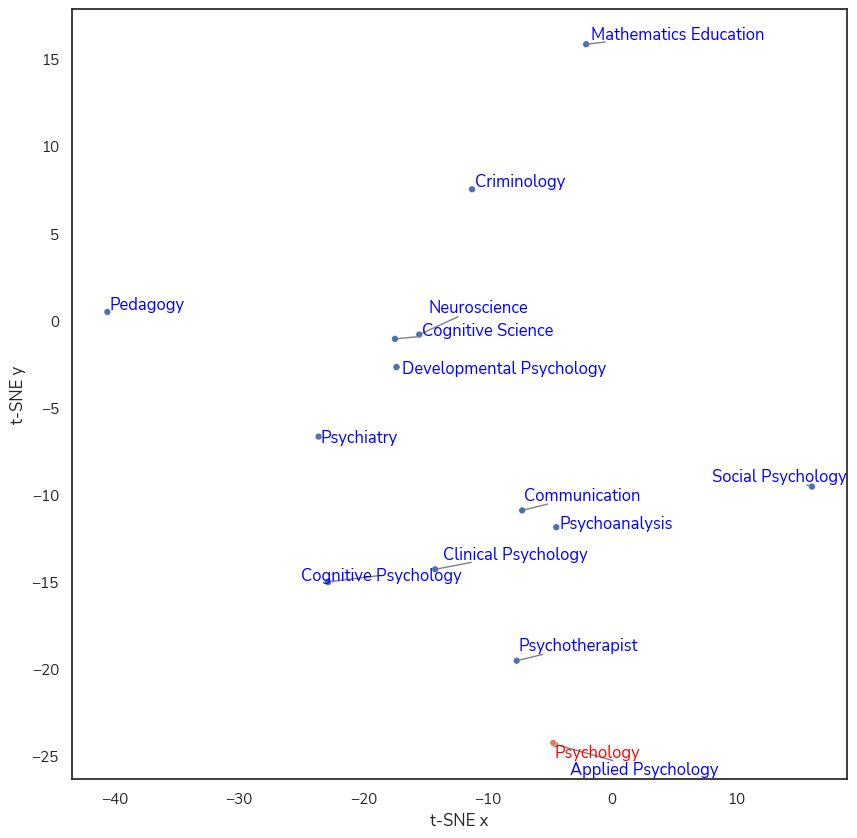 Mathematics Education
15
10
Criminology
5
Pedagogy
Neuroscience
0
Cognitive Science
Developmental Psychology
t-SNE y
−5
Psychiatry
Social Psychology
−10
Communication
Psychoanalysis
Clinical Psychology
Cognitive Psychology
−15
Psychotherapist
−20
Psychology
−25
Applied Psychology
−40 −30 −20 −10 0 10
t-SNE x